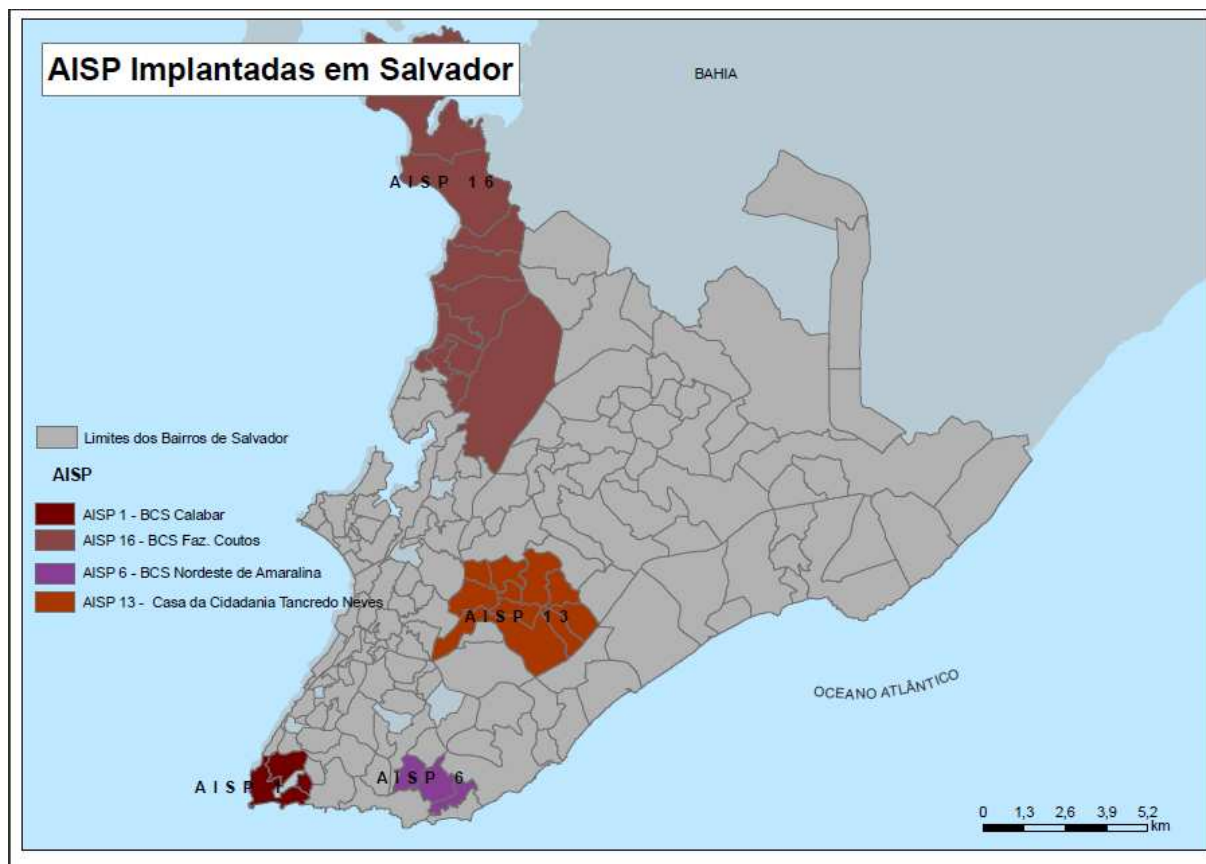 AISP Implantadas em Salvador
BAHIA
AISP 16
Limites dos Bairros de Salvador
AISP
AISP 1 - BCS Calabar
AISP 16 - BCS Faz. Coutos
AISP 6 - BCS Nordeste de Amaralina
AISP 13 - Casa da Cidadania Tancredo Neves
AISP 13
OCEANO ATLÂNTICO
AISP 6
AISP 1
0 1,3 2,6 3,9 5,2
km